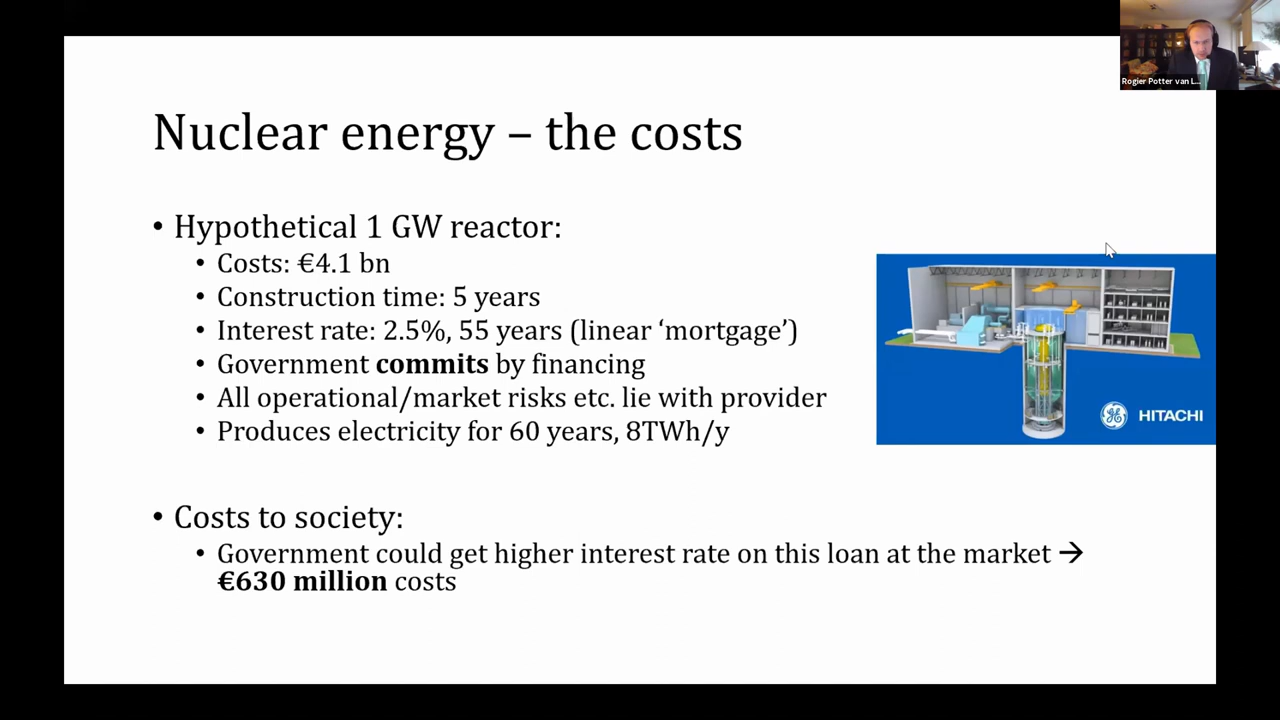 Rogier Potter van L...
Nuclear energy – the costs
• Hypothetical 1 GW reactor:
• Costs: €4.1 bn
• Construction time: 5 years
• Interest rate: 2.5%, 55 years (linear ‘mortgage’)
• Government commits by financing
• All operational/market risks etc. lie with provider
• Produces electricity for 60 years, 8TWh/y
GE HITACHI
• Costs to society:
• Government could get higher interest rate on this loan at the market →
€630 million costs